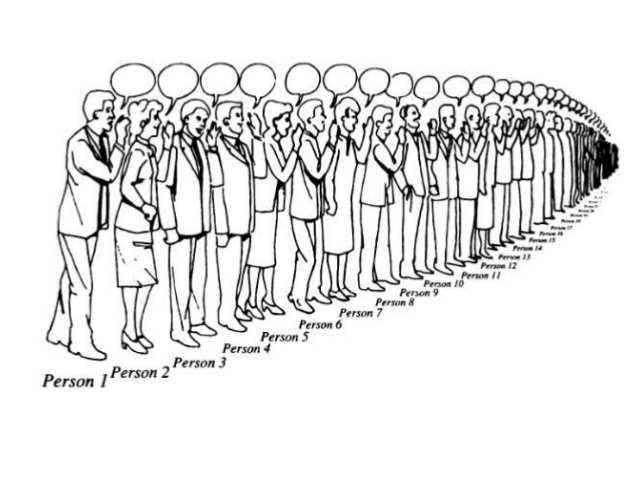 Person 1
Person 2
Person 3
Person 4
Person 5
Person 6
Person 7
Person 8
Person 9
Person 10
Person 11
Person 12
Person 13
Person 14
Person 15
Person 16
Person 17